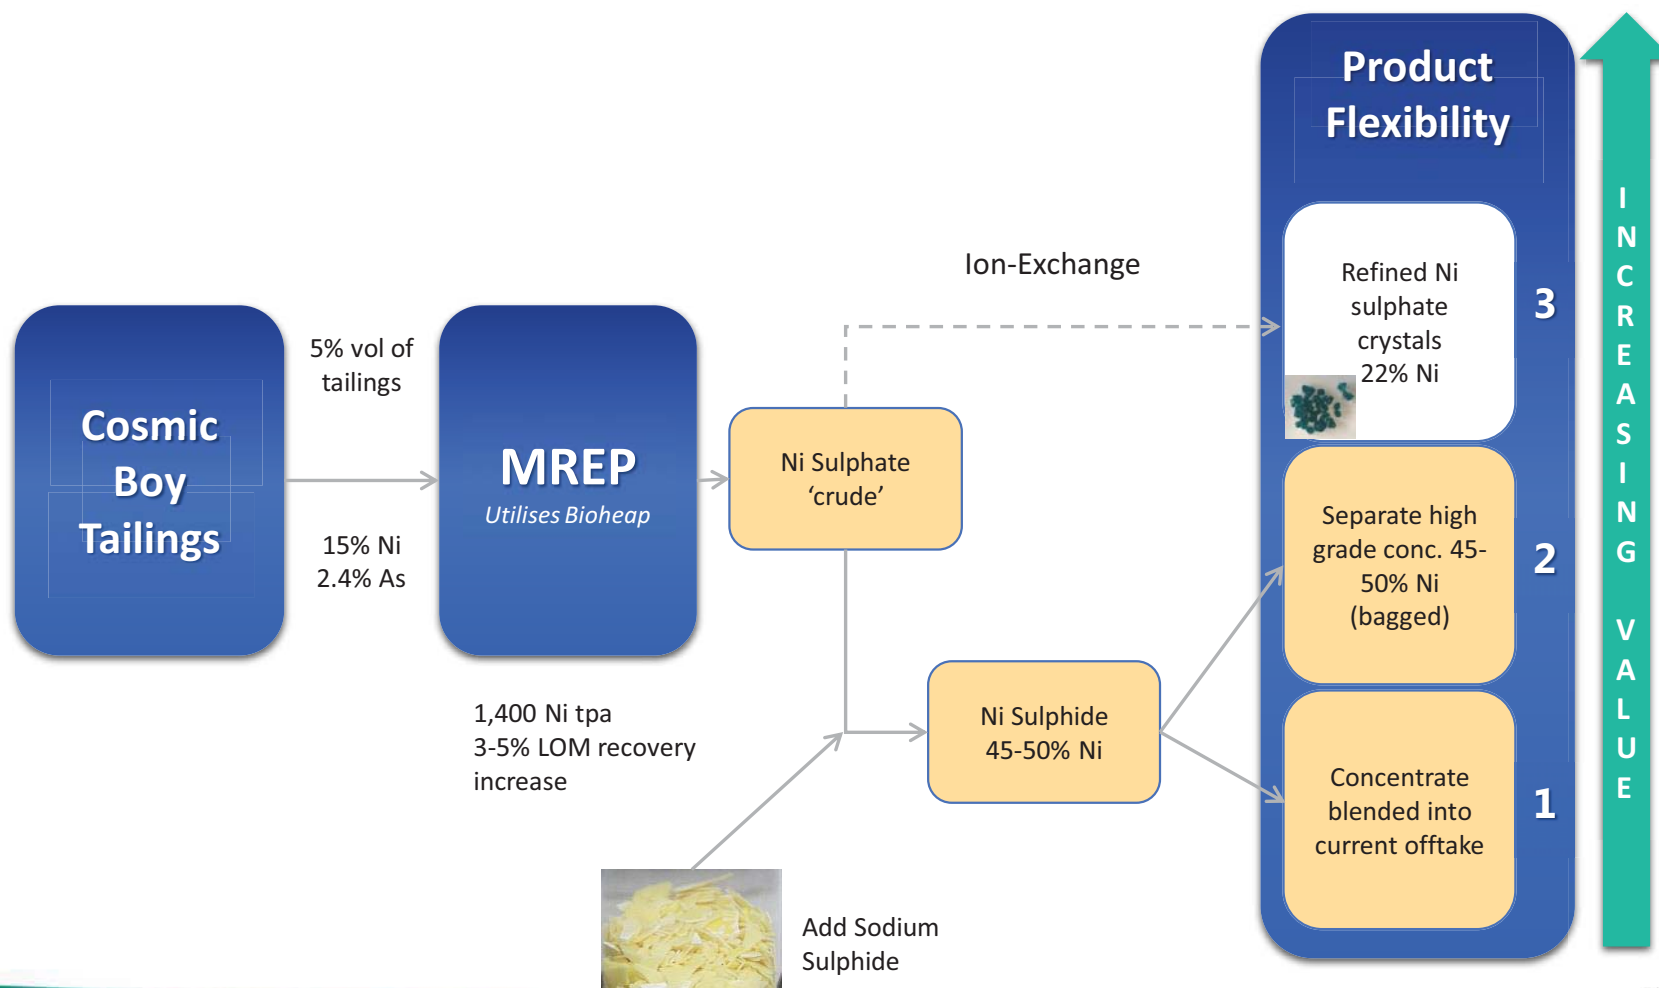 Cosmic
Boy
Tailings
5% vol of
tailings
15% Ni
2.4% As
MREP
Utilises Bioheap
1,400 Ni tpa
3-5% LOM recovery
increase
Ni Sulphate
‘crude’
Ion-Exchange
Add Sodium
Sulphide
Ni Sulphide
45-50% Ni
Product
Flexibility
Refined Ni
sulphate
crystals
22% Ni
3
Separate high
grade conc. 45-
50% Ni
(bagged)
2
Concentrate
blended into
current offtake
1
INCREASING VALUE